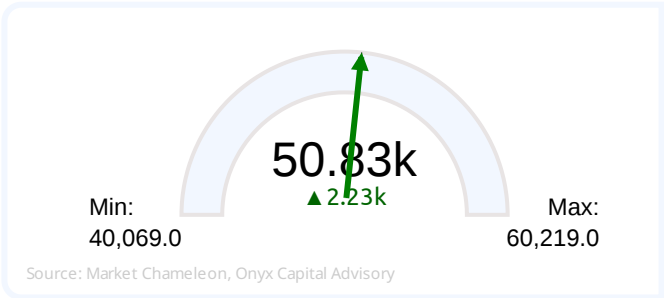 50.83k
▲2.23k
Min:
40,069.0
Max:
60,219.0
Source: Market Chameleon, Onyx Capital Advisory